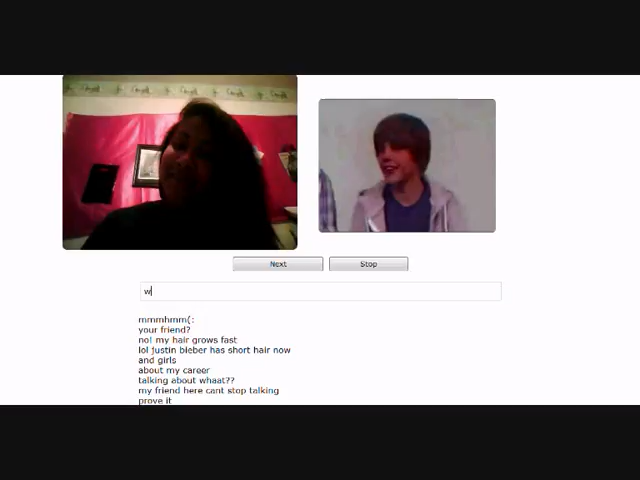 Next
Stop
w
mmmhmm(:
your friend?
no! my hair grows fast
lol justin bieber has short hair now
and girls
about my career
talking about whaat??
my friend here cant stop talking
prove it